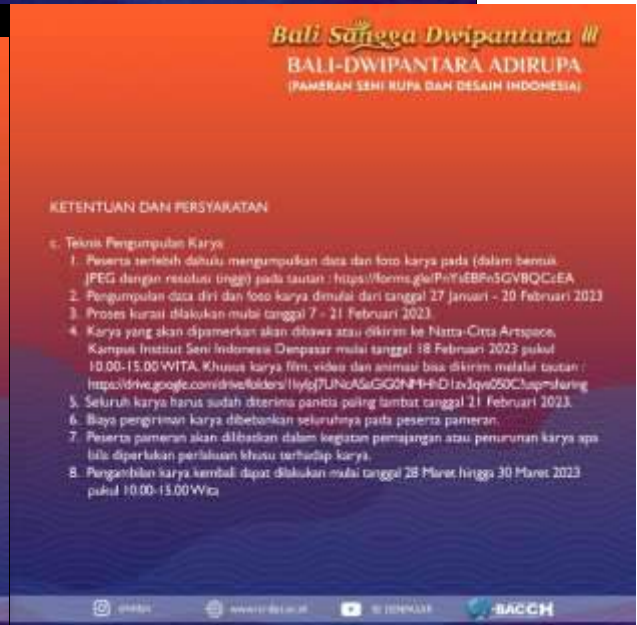 Bali Sangga Dwipantara III
BALI-DWIPANTARA ADIRUPA
(PAMERAN SENI RUPA DAN DESAIN INDONESIA)
KETENTUAN DAN PERSYARATAN
c. Teknis Pengumpulan Karya
1. Peserta terlebih dahulu mengumpulkan data dan foto karya pada (dalam bentuk
JPEG dengan resolusi tinggi) pada tautan :
2. Pengumpulan data diri dan foto karya dimulai dari tanggal 27 Januari - 20 Februari 2023
3. Proses kurasi dilakukan mulai tanggal 7 - 21 Februari 2023.
4. Karya yang akan dipamerkan akan dibawa atau dikirim ke Natta-Citta Artspace,
Kampus Institut Seni Indonesia Denpasar mulai tanggal 18 Februari 2023 pukul
10.00-15.00 WITA. Khusus karya film, video dan animasi bisa dikirim melalui tautan :
5. Seluruh karya harus sudah diterima panitia paling lambat tanggal 21 Februari 2023.
6. Biaya pengiriman karya dibebankan seluruhnya pada peserta pameran.
7. Peserta pameran akan dilibatkan dalam kegiatan pemajangan atau penurunan karya apa
bila diperlukan perlakuan khusu terhadap karya.
8. Pengambilan karya kembali dapat dilakukan mulai tanggal 28 Maret hingga 30 Maret 2023
pukul 10.00-15.00 Wita
DENPASAR
BACCH